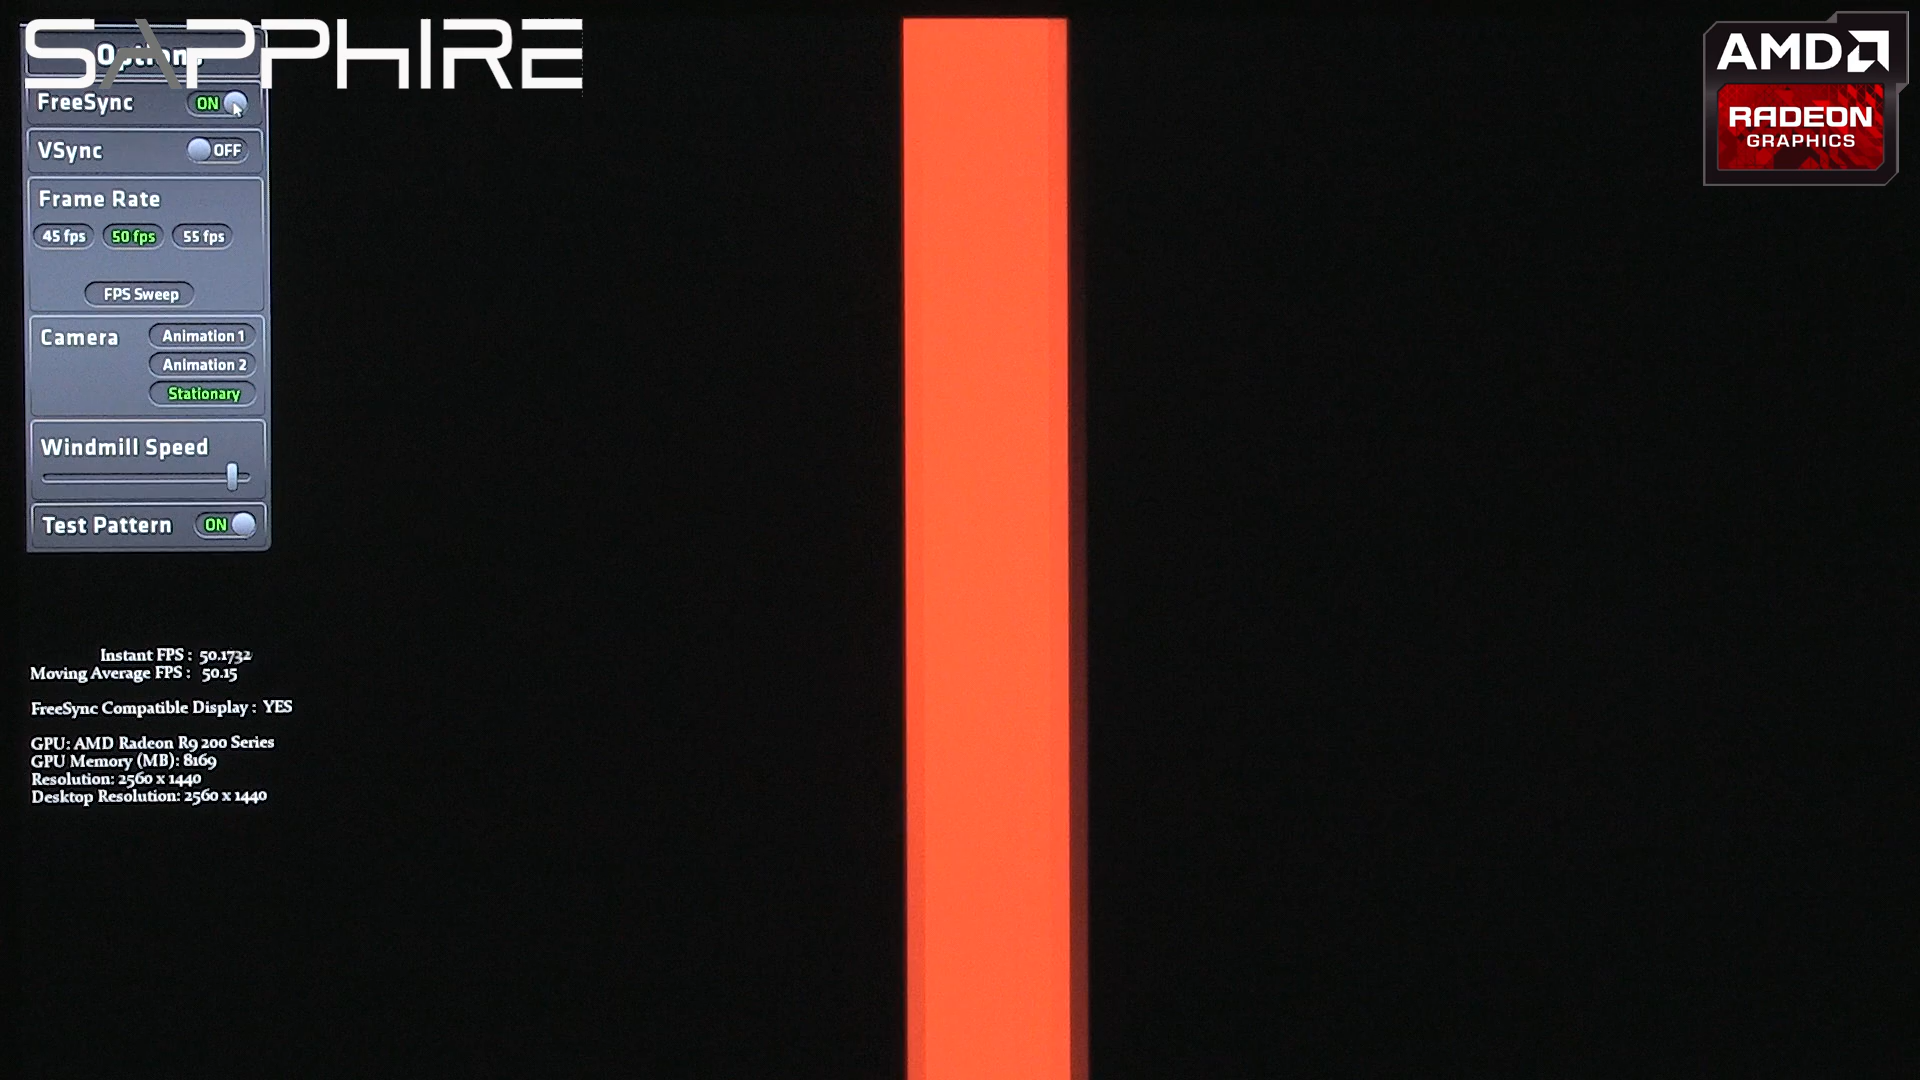 SAPPHIRE
Options
FreeSync ON
VSync OFF
Frame Rate
45 fps 50 fps 55 fps
FPS Sweep
Camera Animation 1
Animation 2
Stationary
Windmill Speed
Test Pattern ON
Instant FPS : 50.1732
Moving Average FPS : 50.15
FreeSync Compatible Display : YES
GPU: AMD Radeon R9 200 Series
GPU Memory (MB): 8169
Resolution: 2560 x 1440
Desktop Resolution: 2560 x 1440
AMD
RADEON
GRAPHICS